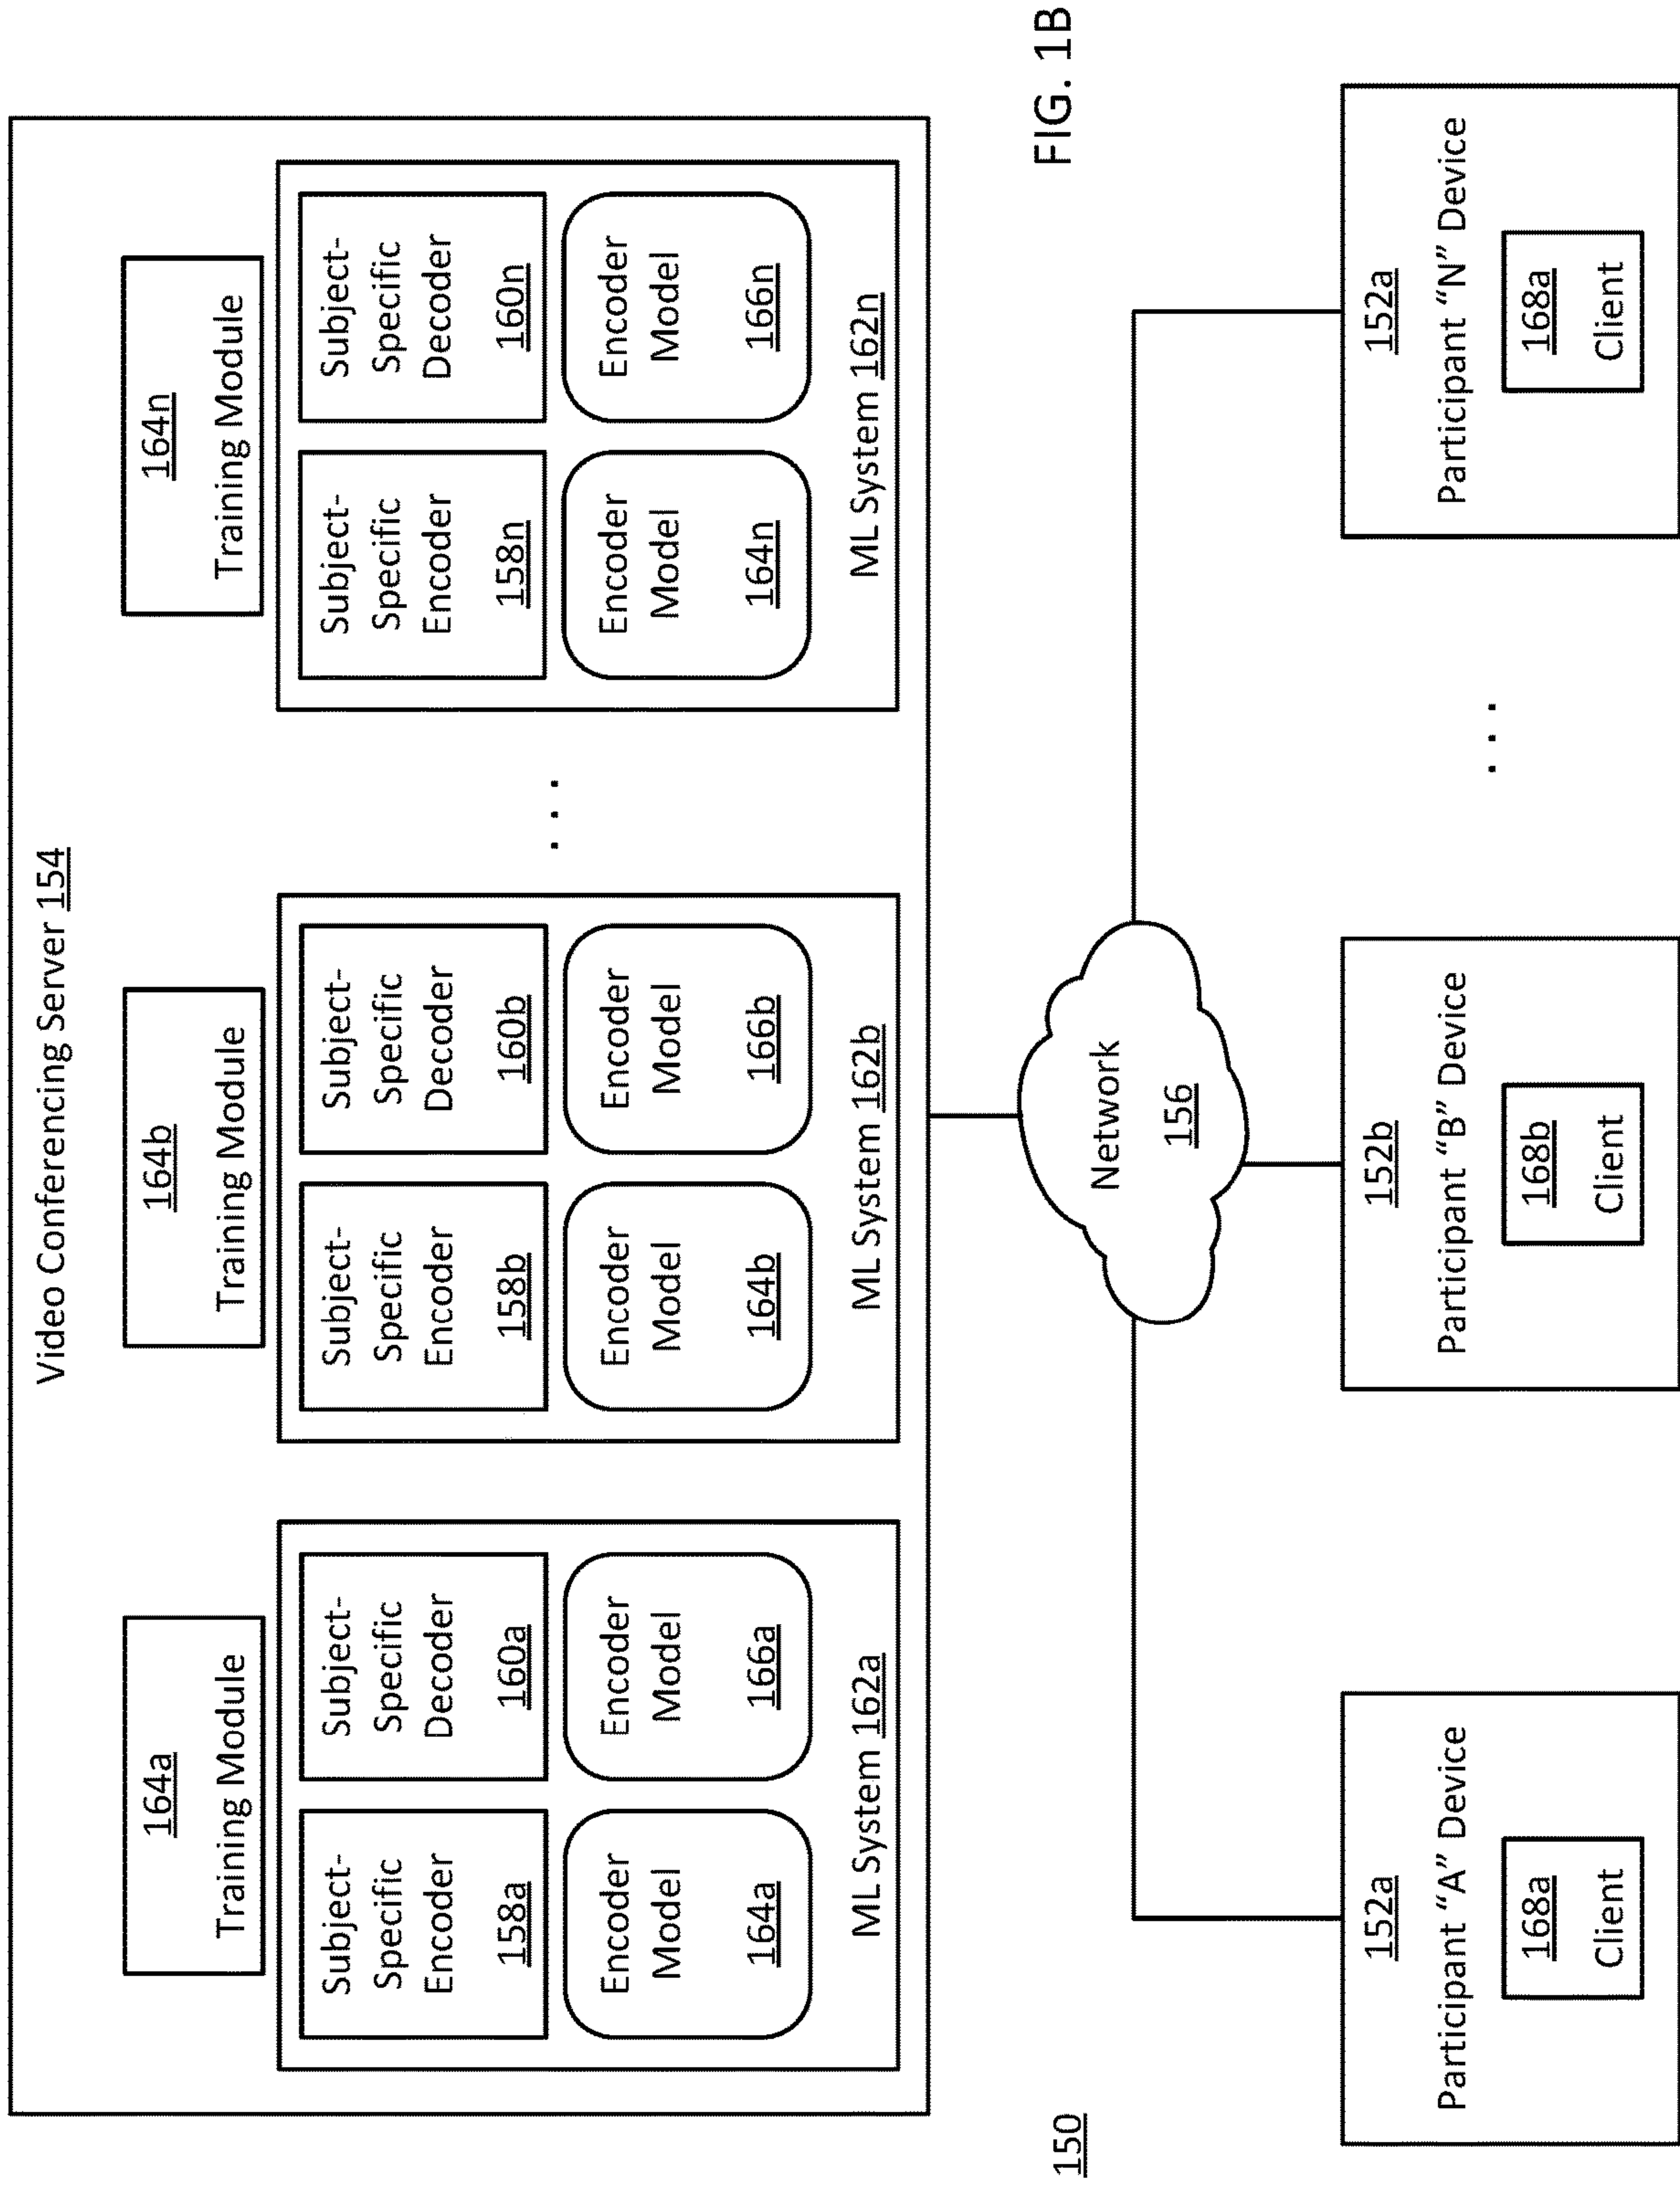 Video Conferencing Server 154
164a
Training Module
Subject-
Specific
Encoder
158a
Subject-
Specific
Decoder
160a
Encoder
Model
164a
Encoder
Model
166a
ML System 162a
164b
Training Module
Subject-
Specific
Encoder
158b
Subject-
Specific
Decoder
160b
Encoder
Model
164b
Encoder
Model
166b
ML System 162b
. . .
164n
Training Module
Subject-
Specific
Encoder
158n
Subject-
Specific
Decoder
160n
Encoder
Model
164n
Encoder
Model
166n
ML System 162n
150
Network
156
FIG. 1B
152a
Participant “A” Device
168a
Client
152b
Participant “B” Device
168b
Client
. . .
152a
Participant “N” Device
168a
Client